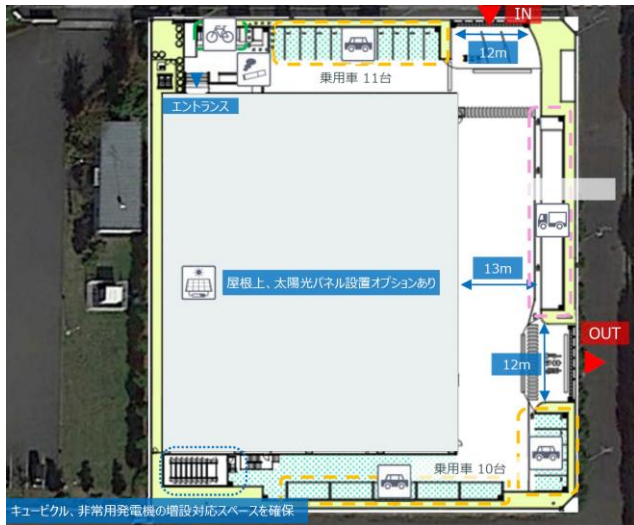 IN
12m
乗用車 11台
エントランス
屋根上、太陽光パネル設置オプションあり
13m
OUT
12m
乗用車 10台
キュービクル、非常用発電機の増設対応スペースを確保